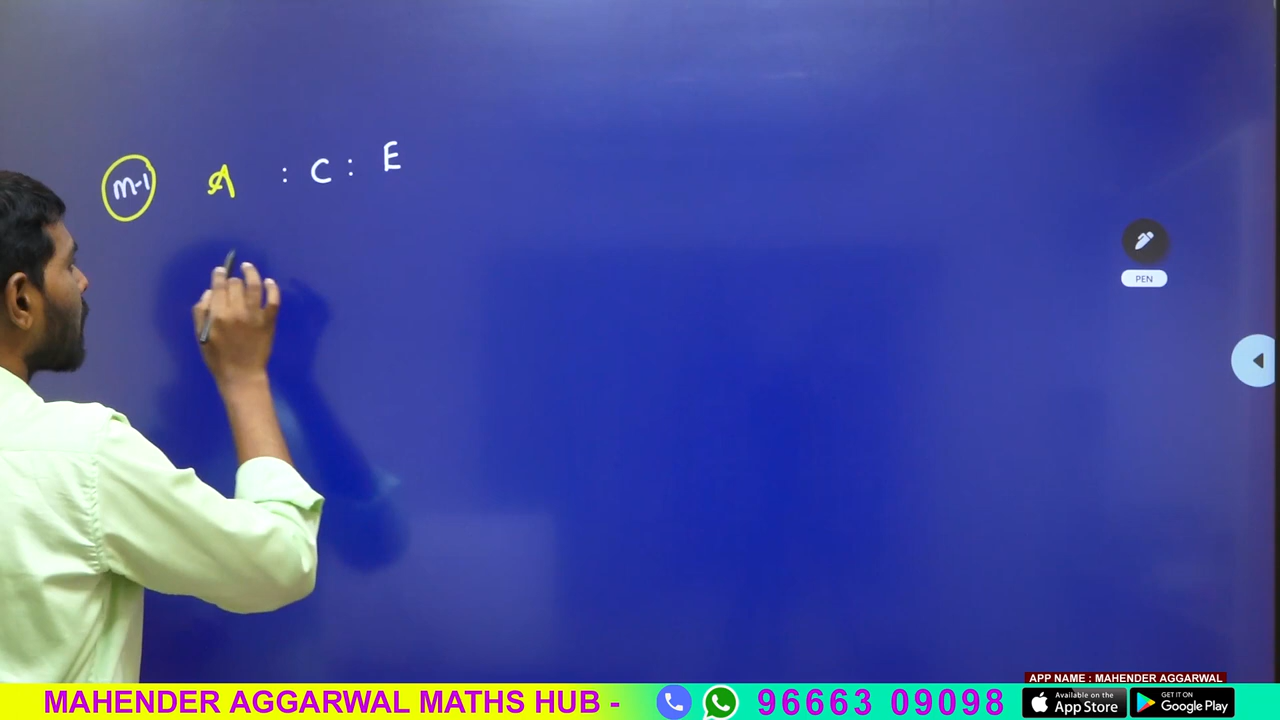 M-1 A : C : E
PEN
APP NAME : MAHENDER AGGARWAL
MAHENDER AGGARWAL MATHS HUB - 96663 09098 Available on the App Store GET IT ON Google Play